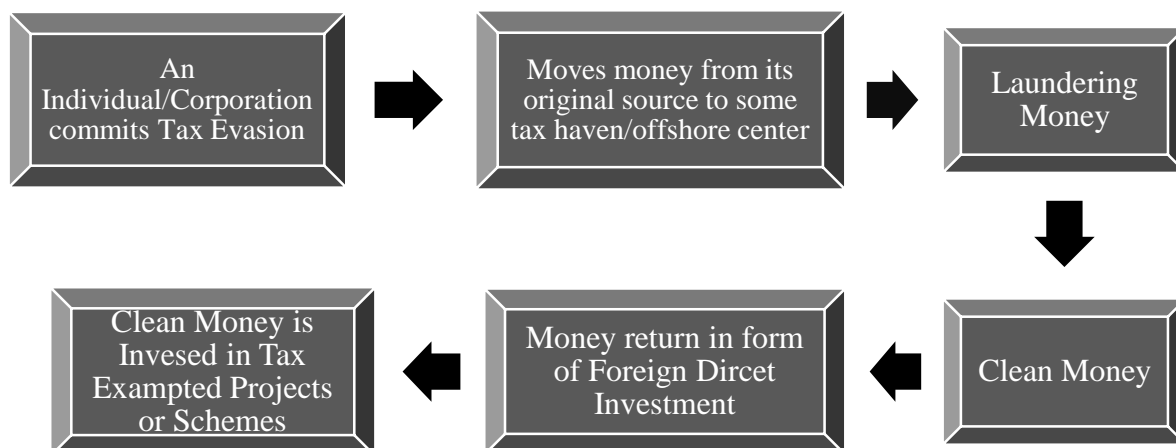 An
Individual/Corporation
commits Tax Evasion
Moves money from its
original source to some
tax haven/offshore center
Laundering
Money
Clean Money
Money return in form
of Foreign Dircet
Investment
Clean Money is
Invesed in Tax
Exampted Projects
or Schemes